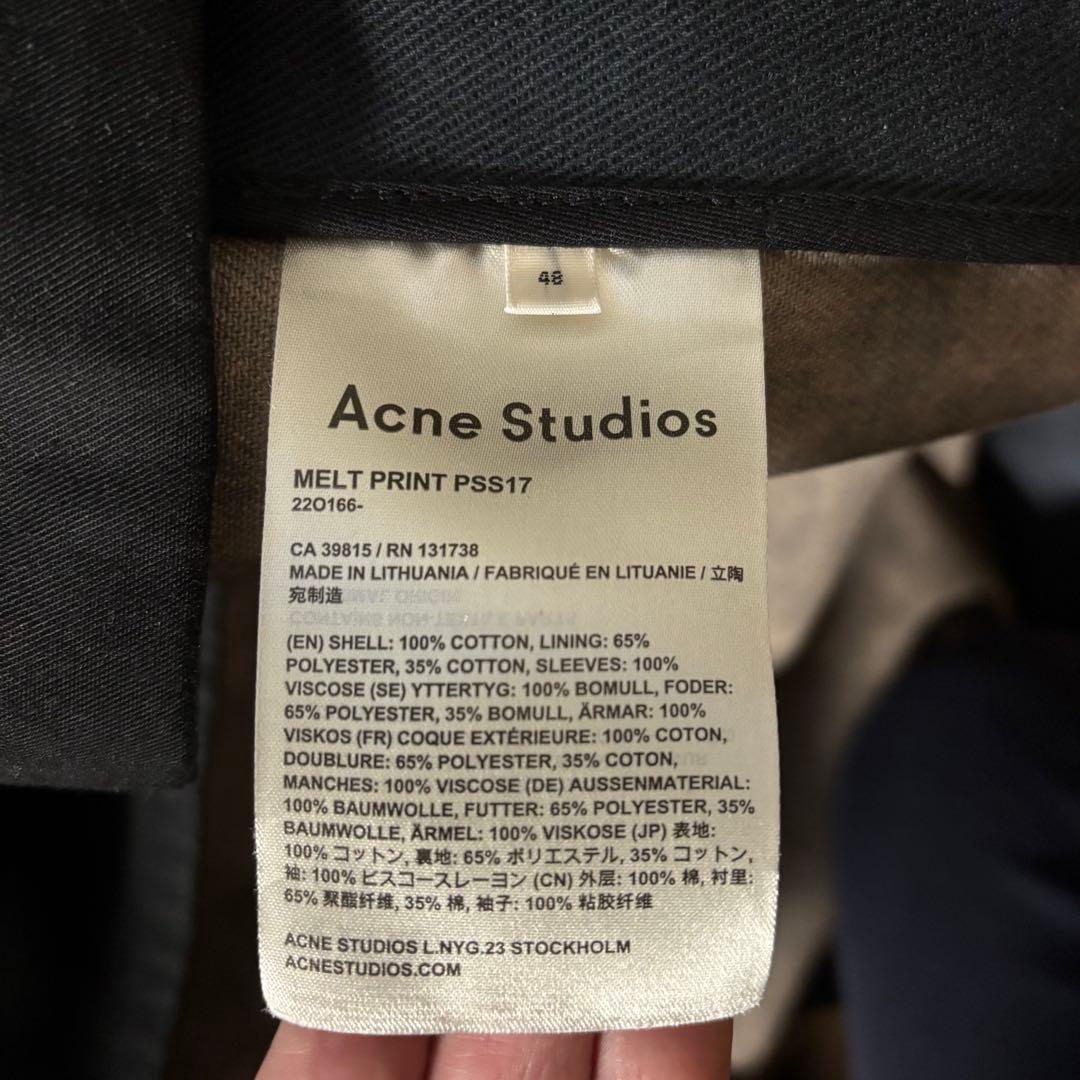 48
Acne Studios
MELT PRINT PSS17
22O166-
CA 39815 / RN 131738
MADE IN LITHUANIA / FABRIQUÉ EN LITUANIE / 立陶
宛制造
(EN) SHELL: 100% COTTON, LINING: 65%
POLYESTER, 35% COTTON, SLEEVES: 100%
VISCOSE (SE) YTTERTYG: 100% BOMULL, FODER:
65% POLYESTER, 35% BOMULL, ÄRMAR: 100%
VISKOS (FR) COQUE EXTÉRIEURE: 100% COTON,
DOUBLURE: 65% POLYESTER, 35% COTON,
MANCHES: 100% VISCOSE (DE) AUSSENMATERIAL:
100% BAUMWOLLE, FUTTER: 65% POLYESTER, 35%
BAUMWOLLE, ÄRMEL: 100% VISKOSE (JP) 表地:
100% コットン, 裏地: 65% ポリエステル, 35% コットン,
袖: 100% ビスコースレーヨン (CN) 外层: 100% 棉, 衬里:
65% 聚酯纤维, 35% 棉, 袖子: 100% 粘胶纤维
ACNE STUDIOS L.NYG.23 STOCKHOLM
ACNESTUDIOS.COM